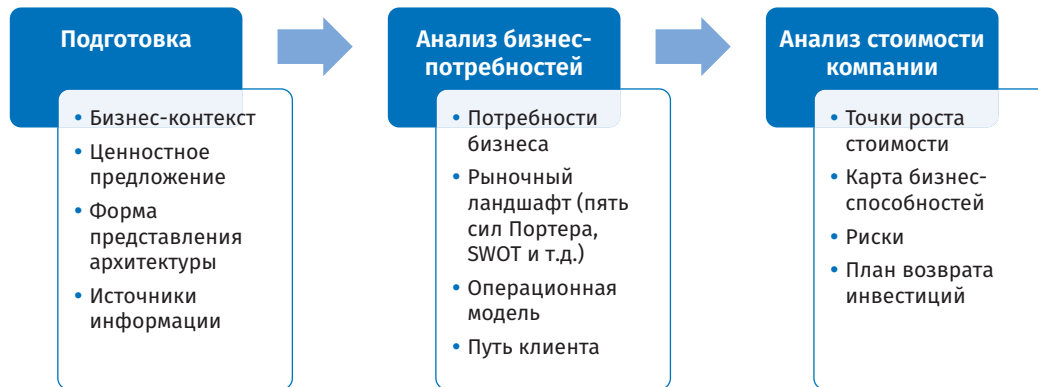 Подготовка
• Бизнес-контекст
• Ценностное
предложение
• Форма
представления
архитектуры
• Источники
информации
Анализ бизнес-
потребностей
• Потребности
бизнеса
• Рыночный
ландшафт (пять
сил Портера,
SWOT и т.д.)
• Операционная
модель
• Путь клиента
Анализ стоимости
компании
• Точки роста
стоимости
• Карта бизнес-
способностей
• Риски
• План возврата
инвестиций